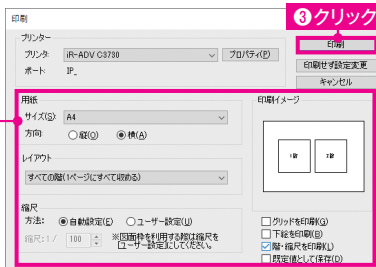 印刷
❸クリック
プリンター
プリンタ: iR-ADV C3730 プロパティ(P)
ポート: IP_
印刷
印刷せず設定変更
キャンセル
用紙
サイズ(S): A4
方向: 縦(O) 横(A)
レイアウト
すべての階(1ページにすべて収める)
縮尺
方法: 自動設定(E) ユーザー設定(U)
縮尺:1 / 100 ※図面枠を利用する際は縮尺を
[ユーザー設定]にしてください。
印刷イメージ
1階 2階
グリッドを印刷(G)
下絵を印刷(B)
階・縮尺を印刷(L)
既定値として保存(D)